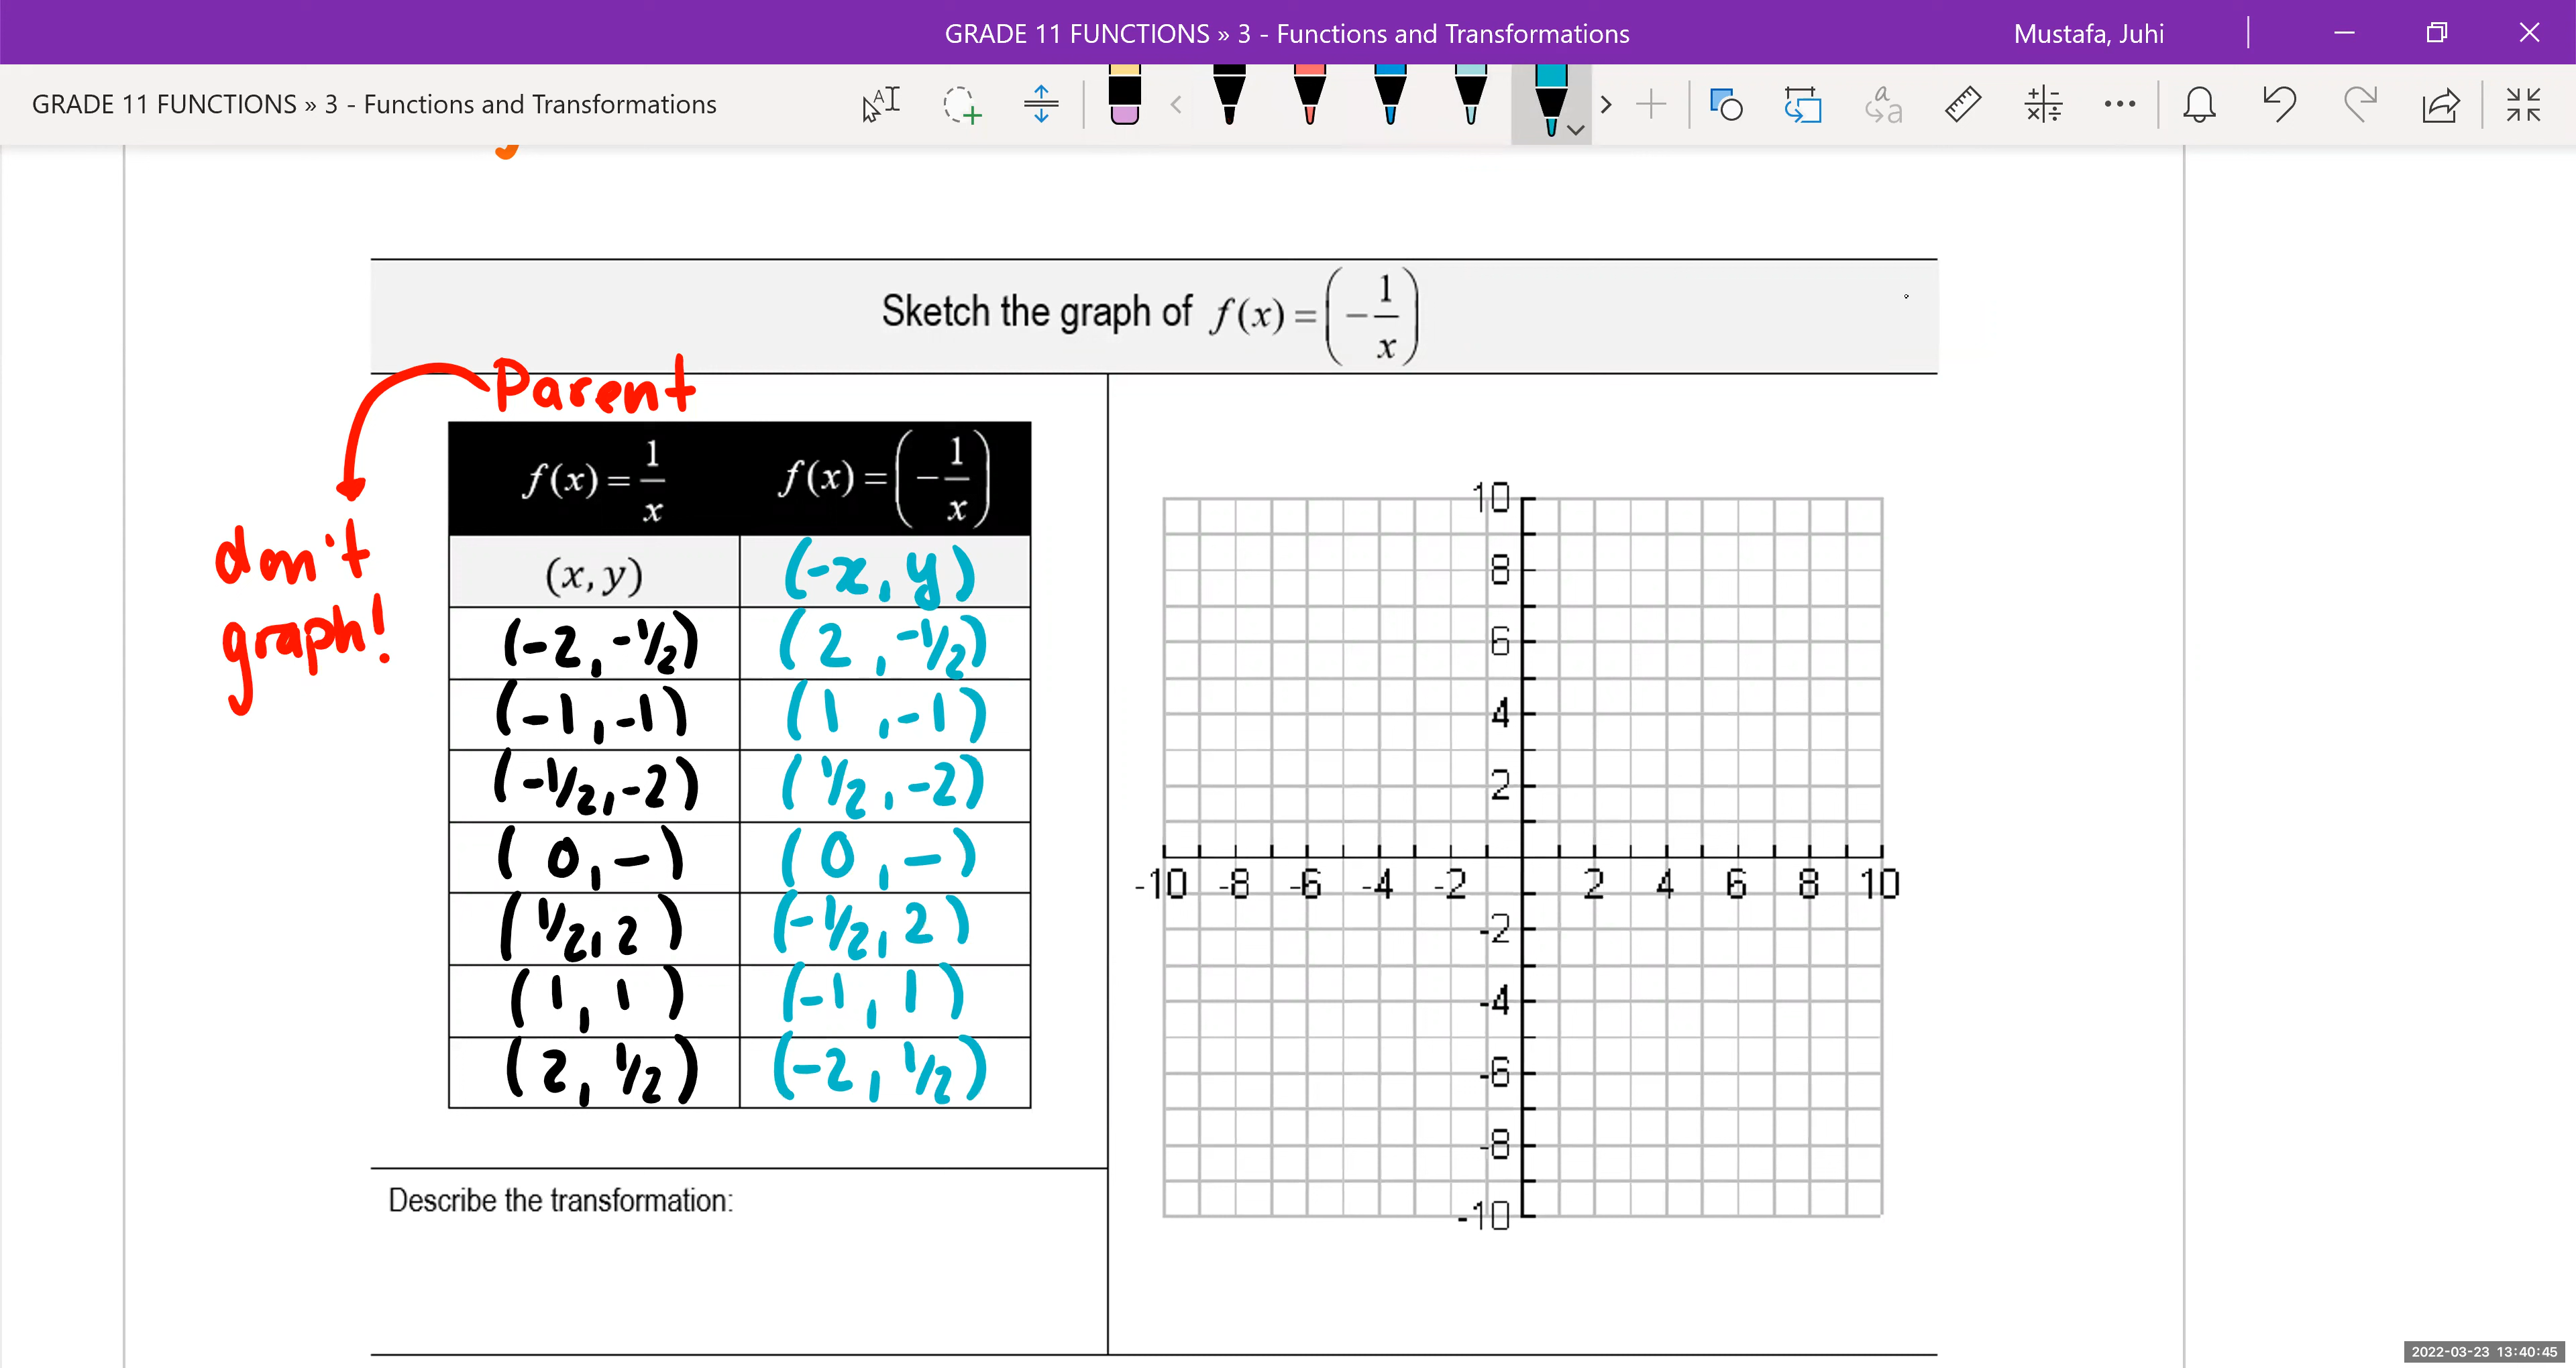 GRADE 11 FUNCTIONS » 3 - Functions and Transformations
Mustafa, Juhi
GRADE 11 FUNCTIONS » 3 - Functions and Transformations
Sketch the graph of f(x) = (-1/x)
Parent
don't
graph!
f(x) = 1/x f(x) = (-1/x)
(x, y) (-x, y)
(-2, -1/2) (2, -1/2)
(-1, -1) (1, -1)
(-1/2, -2) (1/2, -2)
(0, -) (0, -)
(1/2, 2) (-1/2, 2)
(1, 1) (-1, 1)
(2, 1/2) (-2, 1/2)
Describe the transformation:
10
8
6
4
2
-10 -8 -6 -4 -2 2 4 6 8 10
-2
-4
-6
-8
-10
2022-03-23 13:40:45